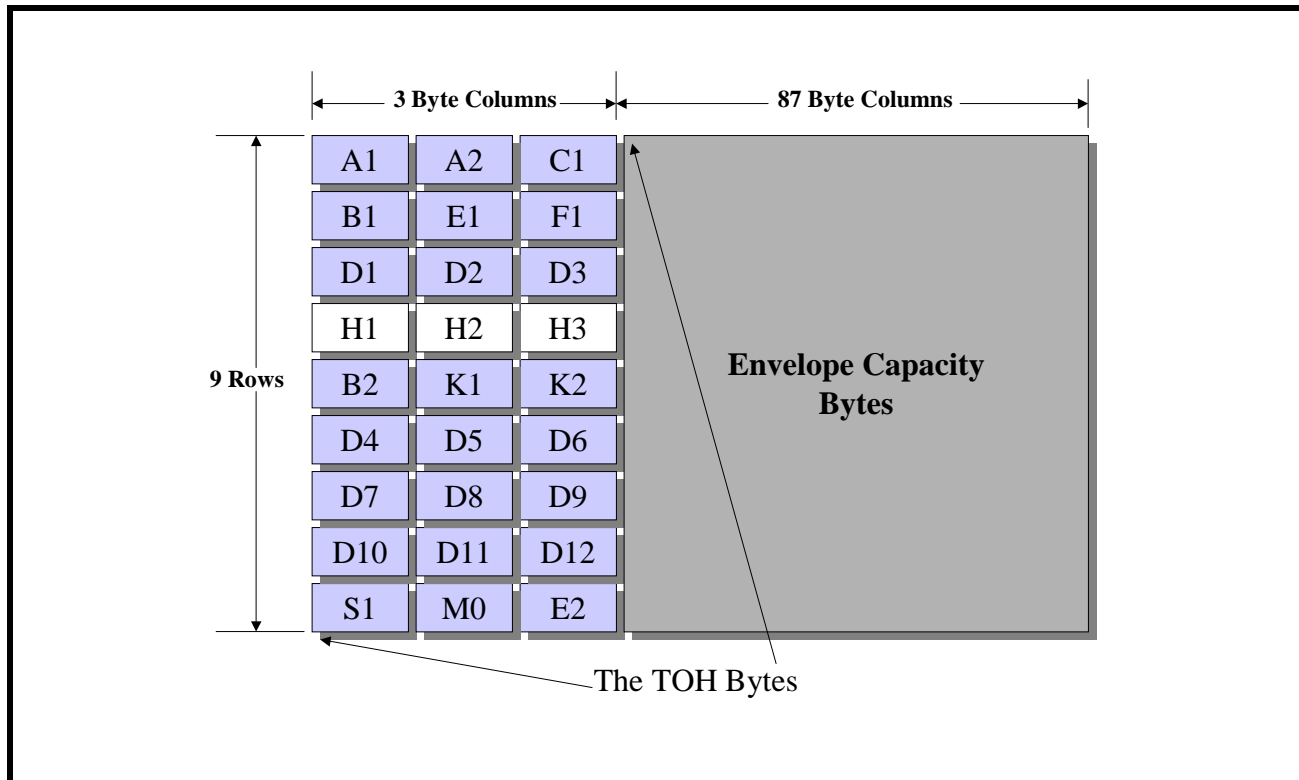 3 Byte Columns
87 Byte Columns
A1 A2 C1
B1 E1 F1
D1 D2 D3
H1 H2 H3
9 Rows
B2 K1 K2
D4 D5 D6
D7 D8 D9
D10 D11 D12
S1 M0 E2
Envelope Capacity
Bytes
The TOH Bytes